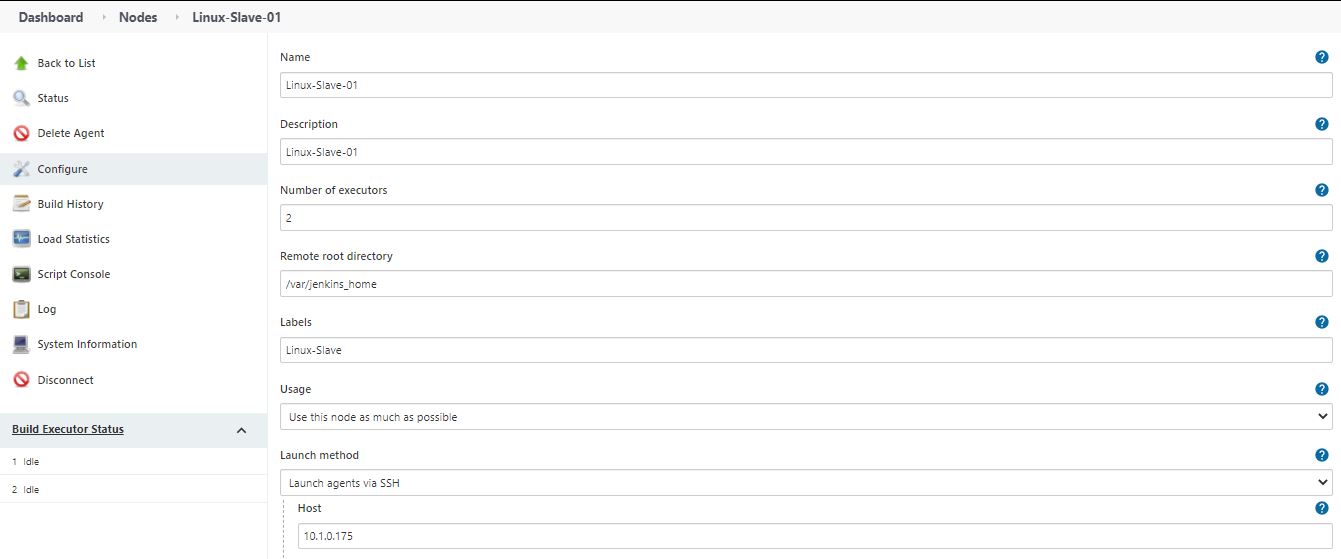 Dashboard Nodes Linux-Slave-01
Back to List
Status
Delete Agent
Configure
Build History
Load Statistics
Script Console
Log
System Information
Disconnect
Build Executor Status
1 Idle
2 Idle
Name
Linux-Slave-01
Description
Linux-Slave-01
Number of executors
2
Remote root directory
/var/jenkins_home
Labels
Linux-Slave
Usage
Use this node as much as possible
Launch method
Launch agents via SSH
Host
10.1.0.175